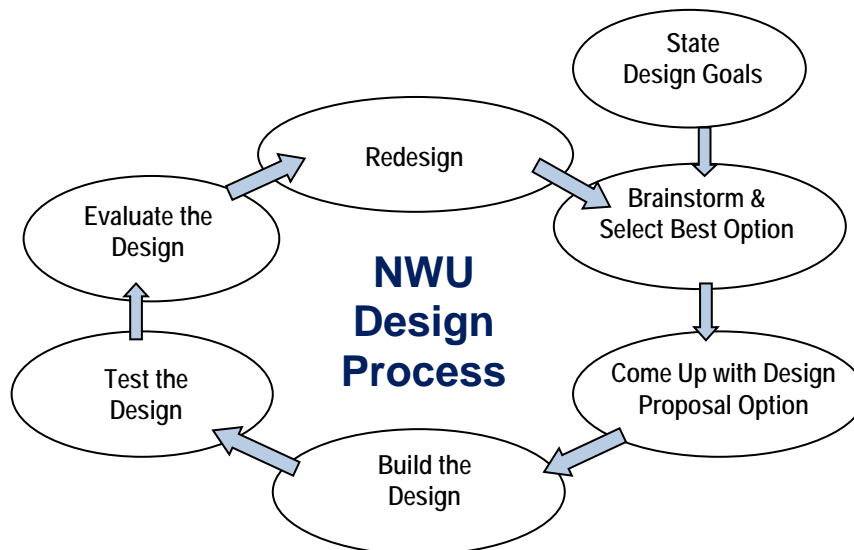 State
Design Goals
Redesign
Brainstorm &
Select Best Option
Evaluate the
Design
NWU
Design
Process
Come Up with Design
Proposal Option
Test the
Design
Build the
Design